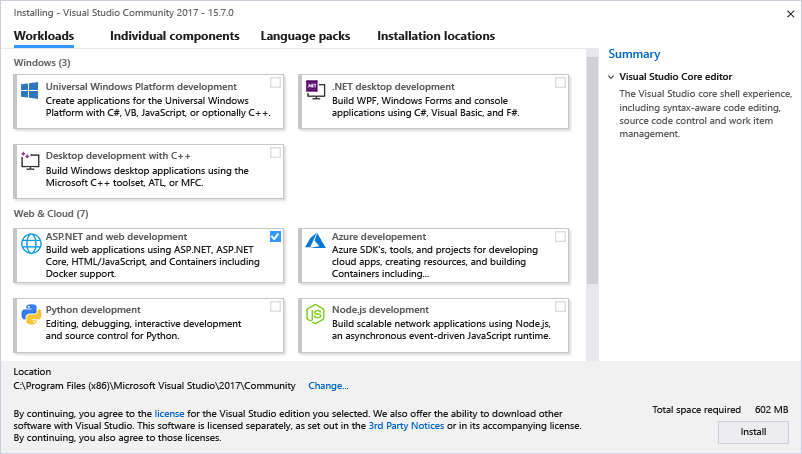 Installing - Visual Studio Community 2017 - 15.7.0
Workloads Individual components Language packs Installation locations
Windows (3)
Universal Windows Platform development
Create applications for the Universal Windows
Platform with C#, VB, JavaScript, or optionally C++.
.NET
.NET desktop development
Build WPF, Windows Forms and console
applications using C#, Visual Basic, and F#.
Desktop development with C++
Build Windows desktop applications using the
Microsoft C++ toolset, ATL, or MFC.
Web & Cloud (7)
ASP.NET and web development
Build web applications using ASP.NET, ASP.NET
Core, HTML/JavaScript, and Containers including
Docker support.
Azure developement
Azure SDK's, tools, and projects for developing
cloud apps, creating resources, and building
Containers including...
Python development
Editing, debugging, interactive development
and source control for Python.
JS
Node.js development
Build scalable network applications using Node.js,
an asynchronous event-driven JavaScript runtime.
Summary
Visual Studio Core editor
The Visual Studio core shell experience,
including syntax-aware code editing,
source code control and work item
management.
Location
C:\Program Files (x86)\Microsoft Visual Studio\2017\Community Change...
By continuing, you agree to the license for the Visual Studio edition you selected. We also offer the ability to download other
software with Visual Studio. This software is licensed separately, as set out in the 3rd Party Notices or in its accompanying license.
By continuing, you also agree to those licenses.
Total space required 602 MB
Install